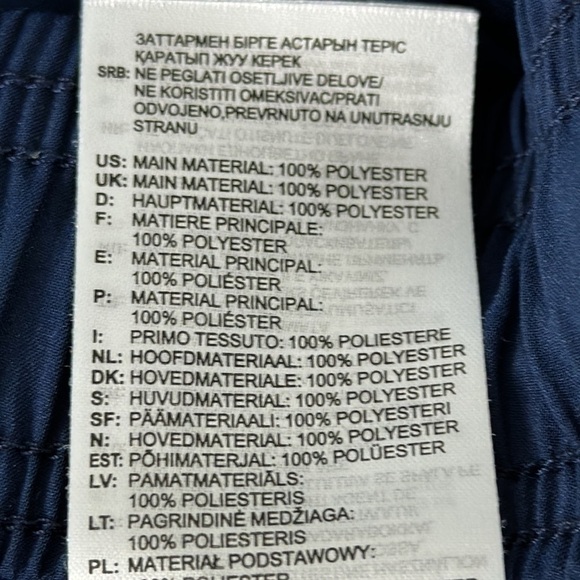 ЗАТТАРМЕН БІРГЕ АСТАРЫН ТЕРІС
ҚАРАТЫП ЖУУ КЕРЕК
SRB: NE PEGLATI OSETLJIVE DELOVE/
NE KORISTITI OMEKSIVAC/PRATI
ODVOJENO,PREVRNUTO NA UNUTRASNJU
STRANU
US: MAIN MATERIAL: 100% POLYESTER
UK: MAIN MATERIAL: 100% POLYESTER
D: HAUPTMATERIAL: 100% POLYESTER
F: MATIERE PRINCIPALE:
100% POLYESTER
E: MATERIAL PRINCIPAL:
100% POLIÉSTER
P: MATERIAL PRINCIPAL:
100% POLIÉSTER
I: PRIMO TESSUTO: 100% POLIESTERE
NL: HOOFDMATERIAAL: 100% POLYESTER
DK: HOVEDMATERIALE: 100% POLYESTER
S: HUVUDMATERIAL: 100% POLYESTER
SF: PÄÄMATERIAALI: 100% POLYESTERI
N: HOVEDMATERIAL: 100% POLYESTER
EST: PÕHIMATERJAL: 100% POLÜESTER
LV: PAMATMATERIĀLS:
100% POLIESTERIS
LT: PAGRINDINĖ MEDŽIAGA:
100% POLIESTERIS
PL: MATERIAŁ PODSTAWOWY: